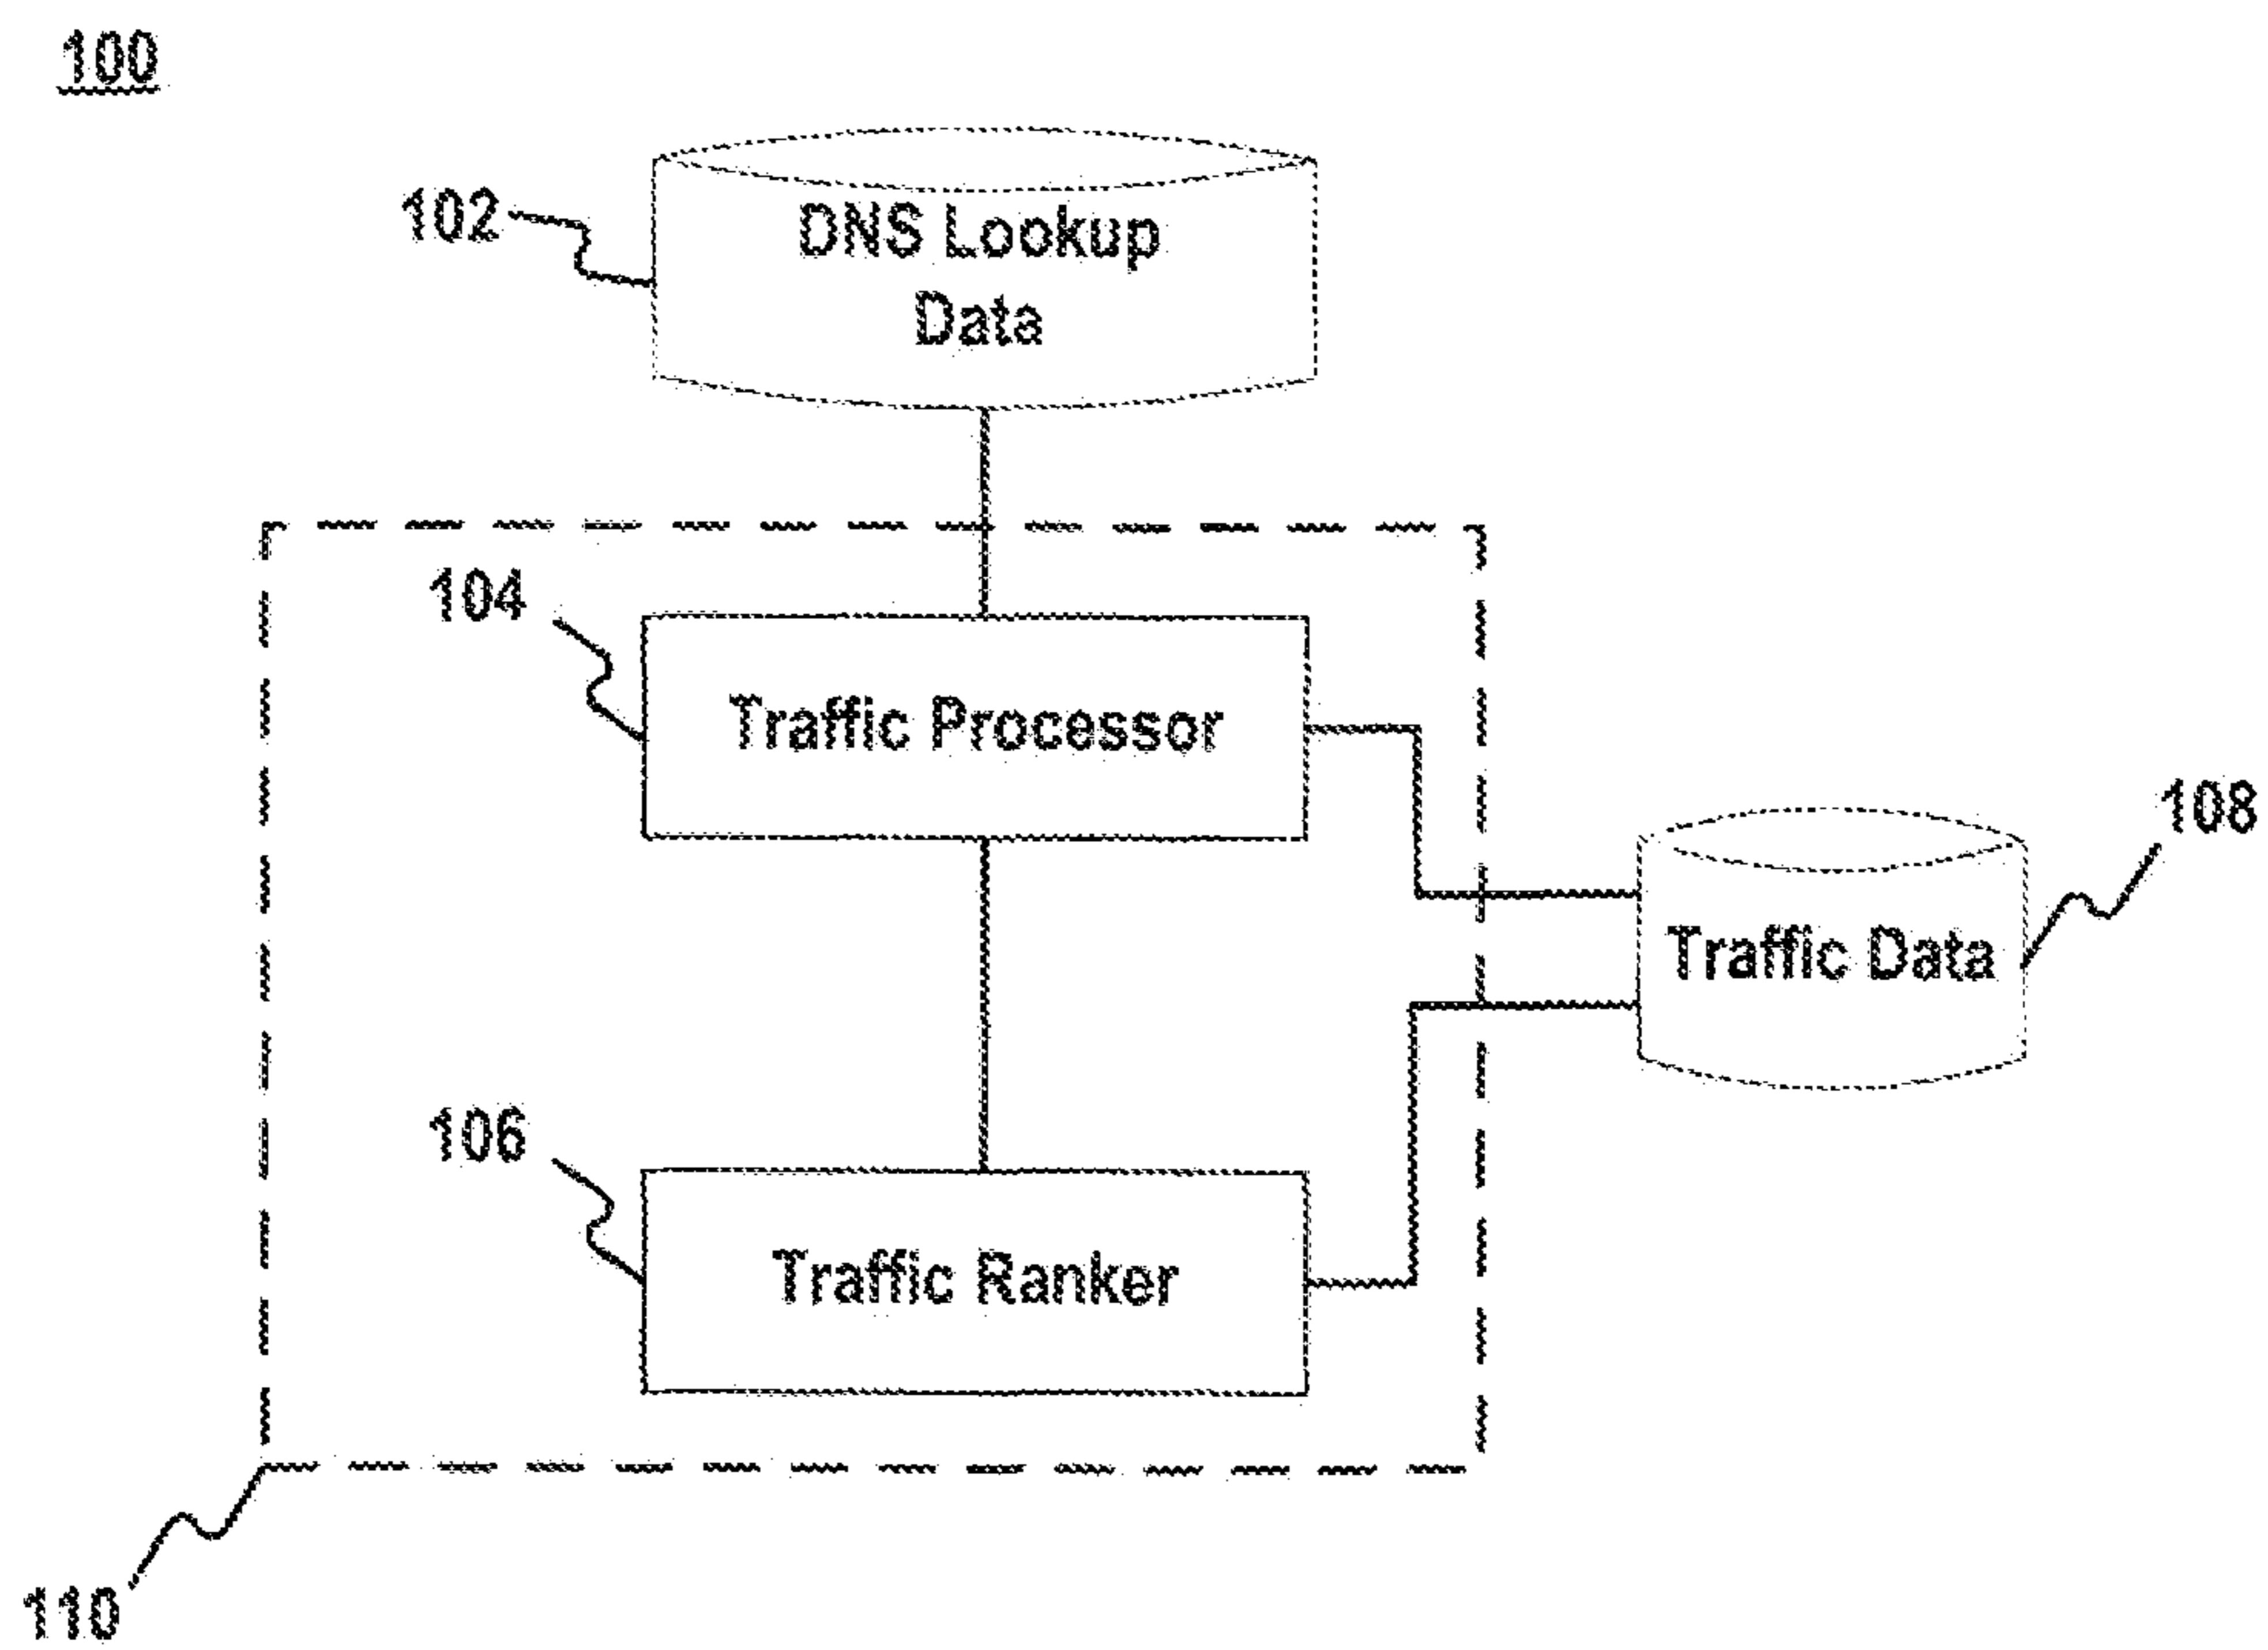 100
102
DNS Lookup
Data
104
Traffic Processor
108
Traffic Data
106
Traffic Ranker
110